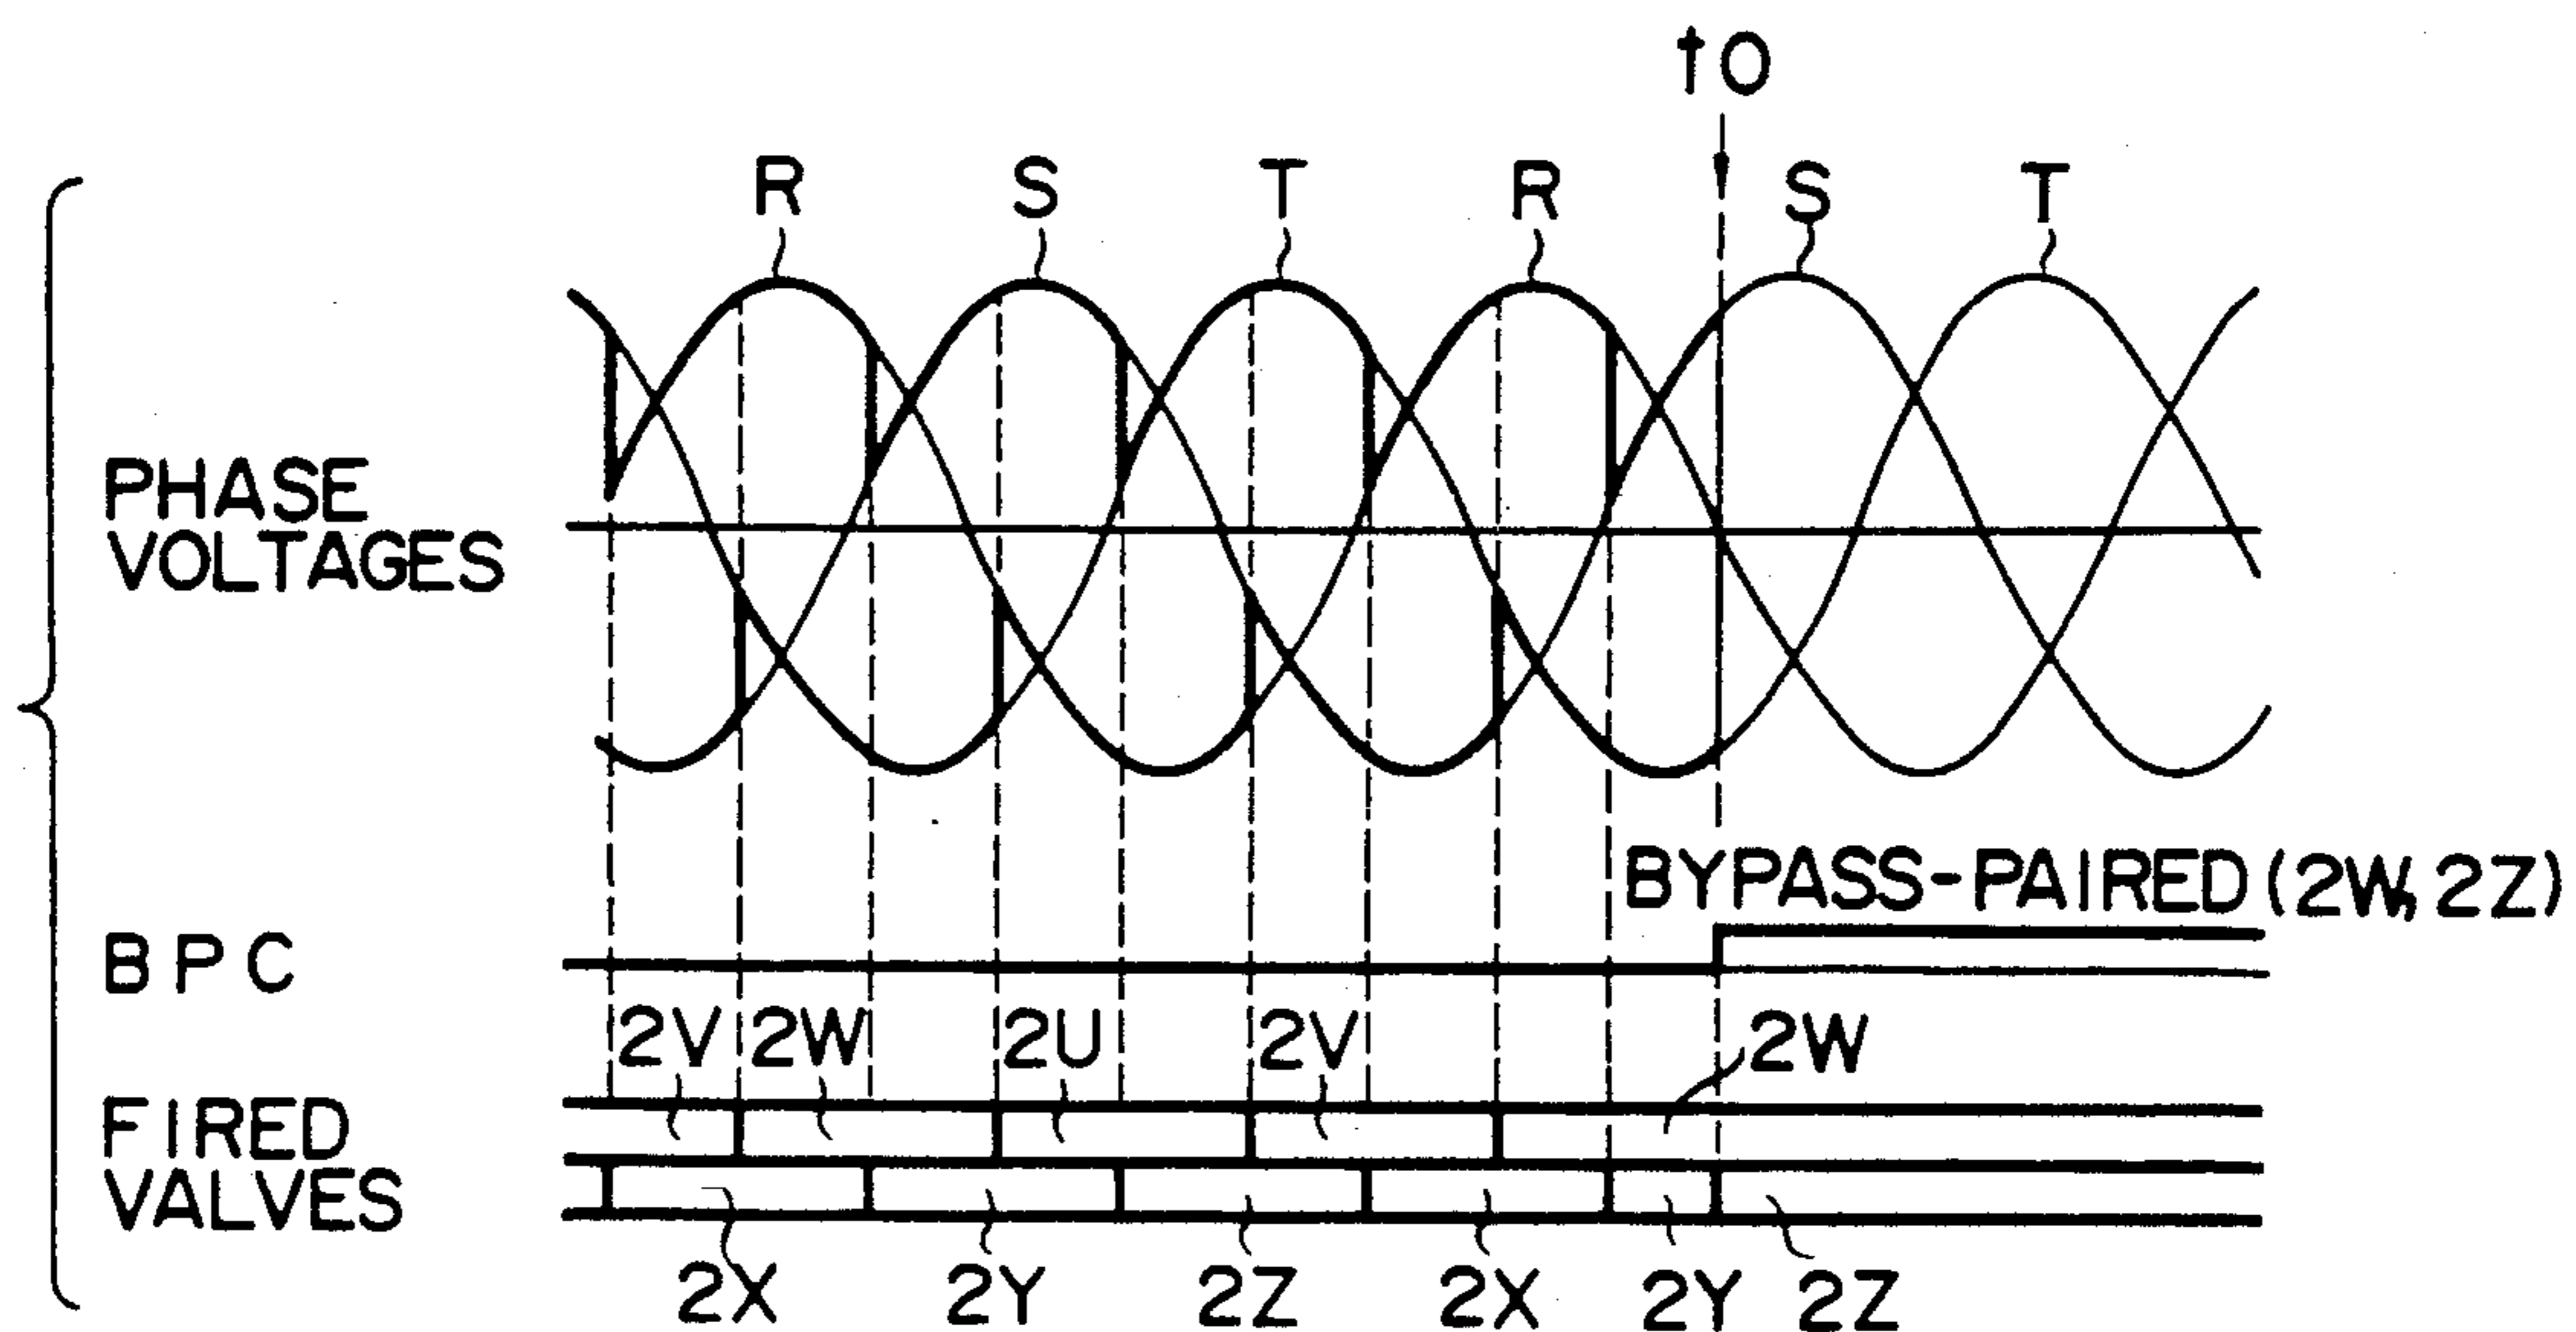 t0
R S T R S T
PHASE
VOLTAGES
BYPASS-PAIRED (2W, 2Z)
BPC
2V 2W 2U 2V 2W
FIRED
VALVES
2X 2Y 2Z 2X 2Y 2Z